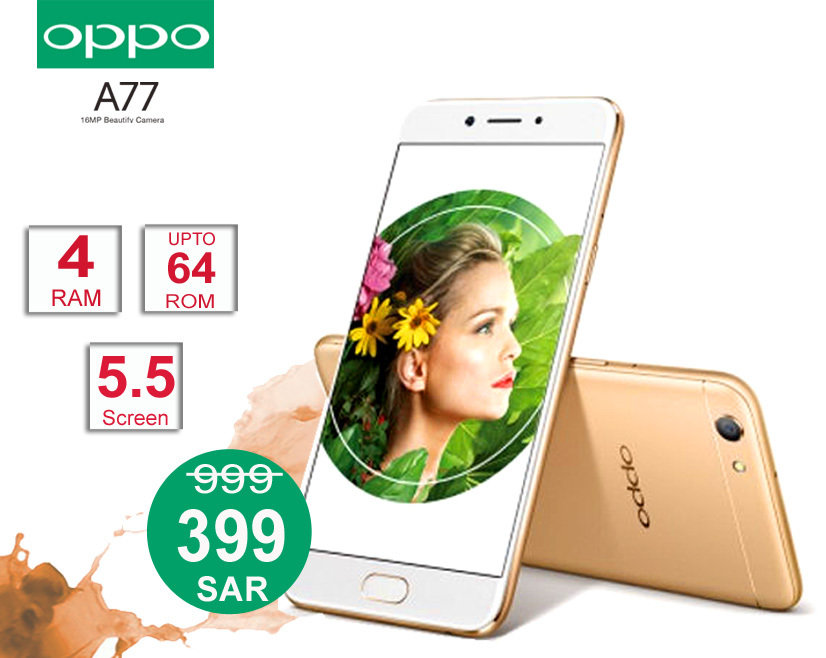 oppo
A77
16MP Beautify Camera
4
RAM
UPTO
64
ROM
5.5
Screen
999
399
SAR
oppo